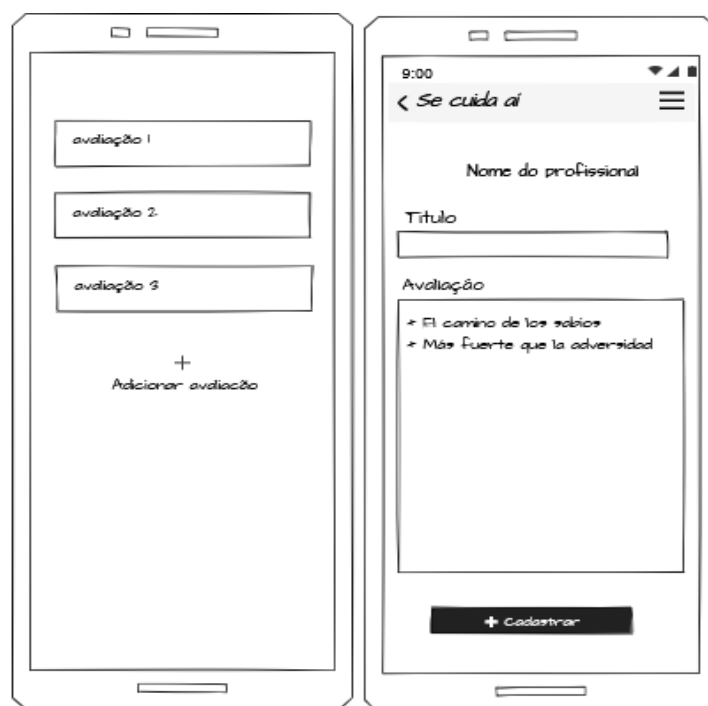 avaliação 1
avaliação 2
avaliação 3
+
Adicionar avaliacão
9:00
< Se cuida aí
Nome do profissional
Titulo
Avaliação
* El camino de los sabios
* Más fuerte que la adversidad
+ Cadastrar